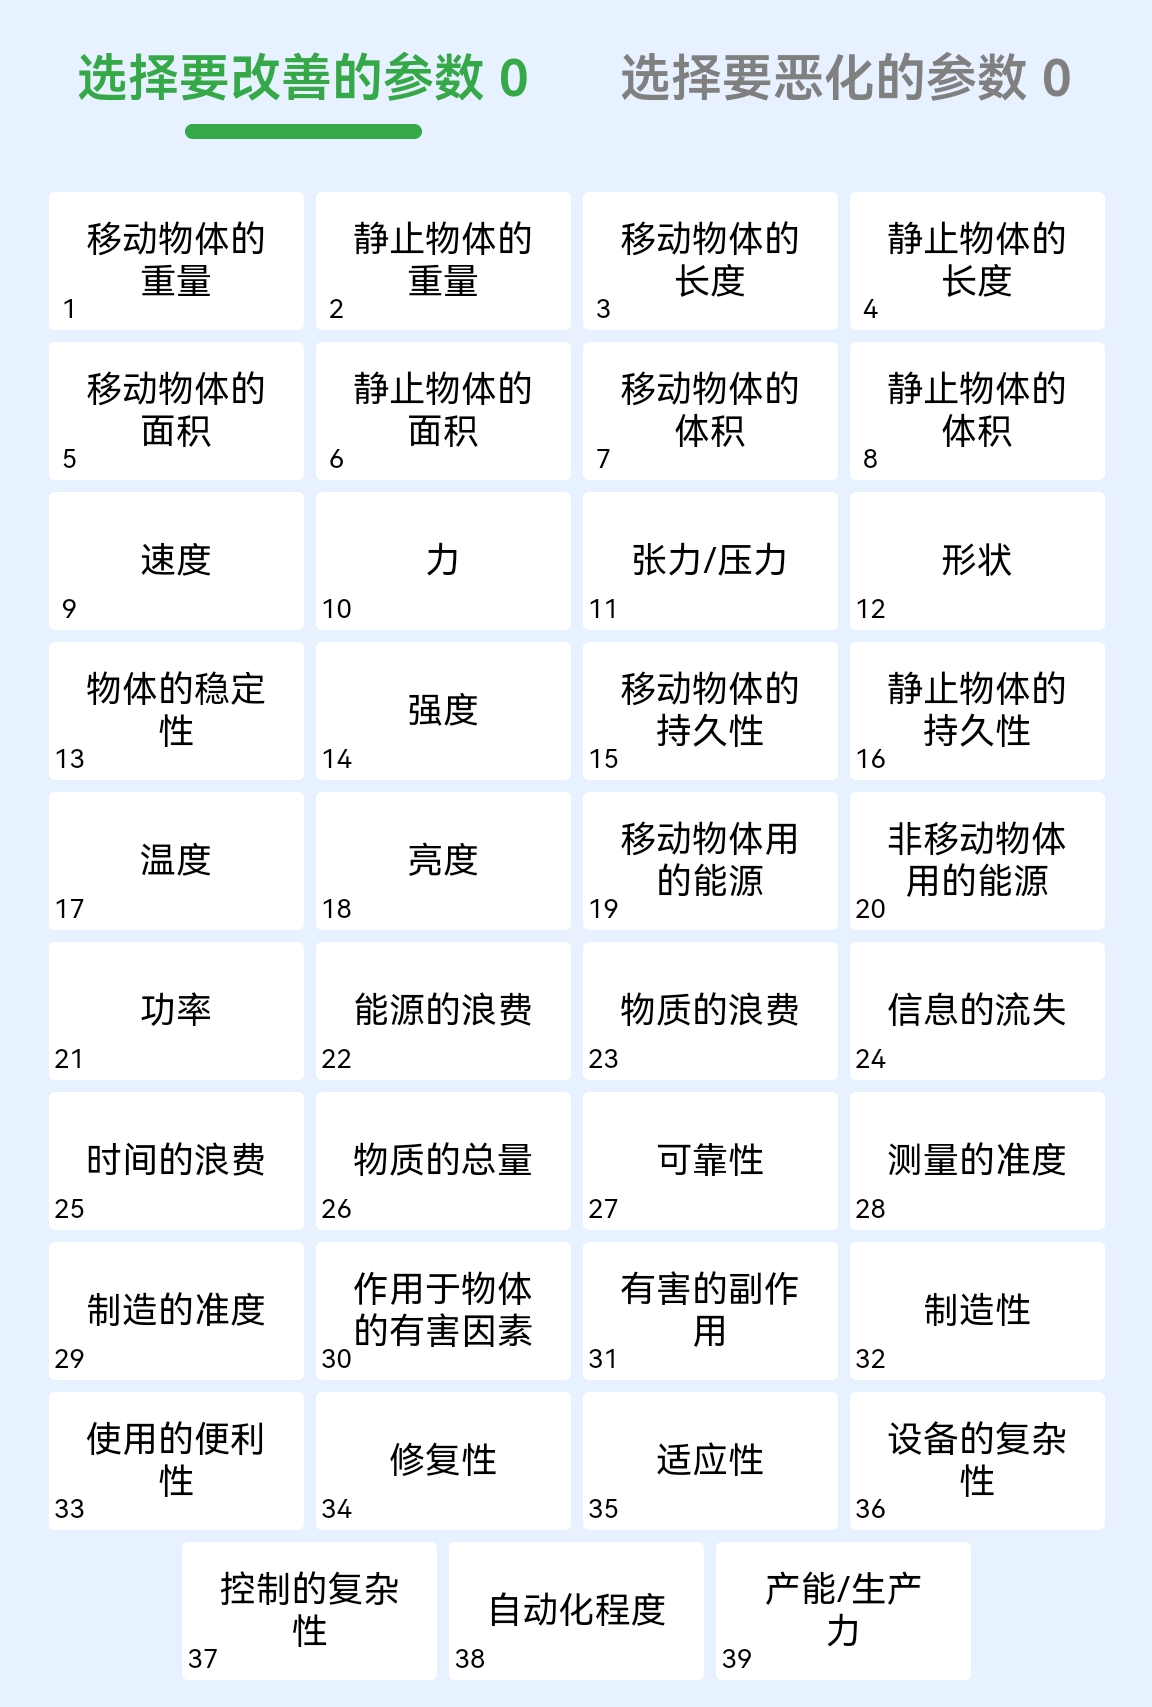 选择要改善的参数 0
选择要恶化的参数 0
移动物体的
重量
1
静止物体的
重量
2
移动物体的
长度
3
静止物体的
长度
4
移动物体的
面积
5
静止物体的
面积
6
移动物体的
体积
7
静止物体的
体积
8
速度
9
力
10
张力/压力
11
形状
12
物体的稳定
性
13
强度
14
移动物体的
持久性
15
静止物体的
持久性
16
温度
17
亮度
18
移动物体用
的能源
19
非移动物体
用的能源
20
功率
21
能源的浪费
22
物质的浪费
23
信息的流失
24
时间的浪费
25
物质的总量
26
可靠性
27
测量的准度
28
制造的准度
29
作用于物体
的有害因素
30
有害的副作
用
31
制造性
32
使用的便利
性
33
修复性
34
适应性
35
设备的复杂
性
36
控制的复杂
性
37
自动化程度
38
产能/生产
力
39